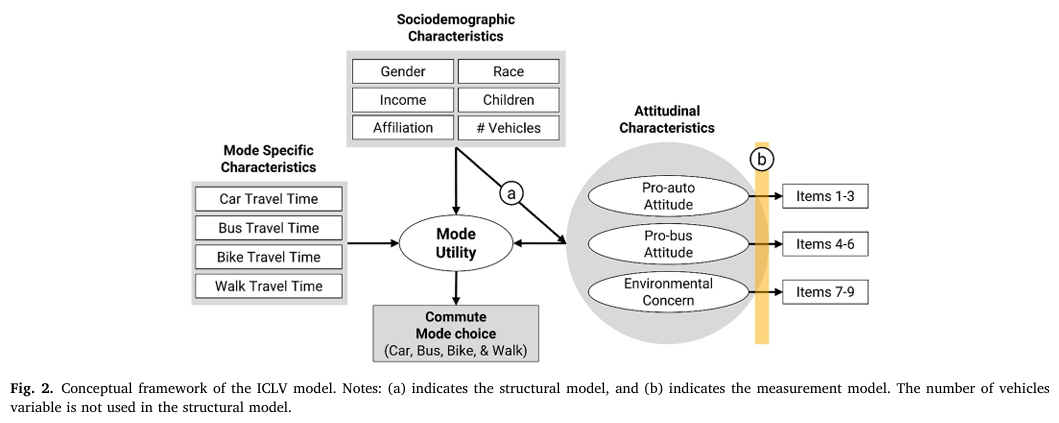 Sociodemographic
Characteristics
Gender
Race
Income
Children
Affiliation
# Vehicles
Attitudinal
Characteristics
Mode Specific
Characteristics
Car Travel Time
Bus Travel Time
Bike Travel Time
Walk Travel Time
a
b
Mode
Utility
Pro-auto
Attitude
Pro-bus
Attitude
Environmental
Concern
Items 1-3
Items 4-6
Items 7-9
Commute
Mode choice
(Car, Bus, Bike, & Walk)
Fig. 2. Conceptual framework of the ICLV model. Notes: (a) indicates the structural model, and (b) indicates the measurement model. The number of vehicles
variable is not used in the structural model.